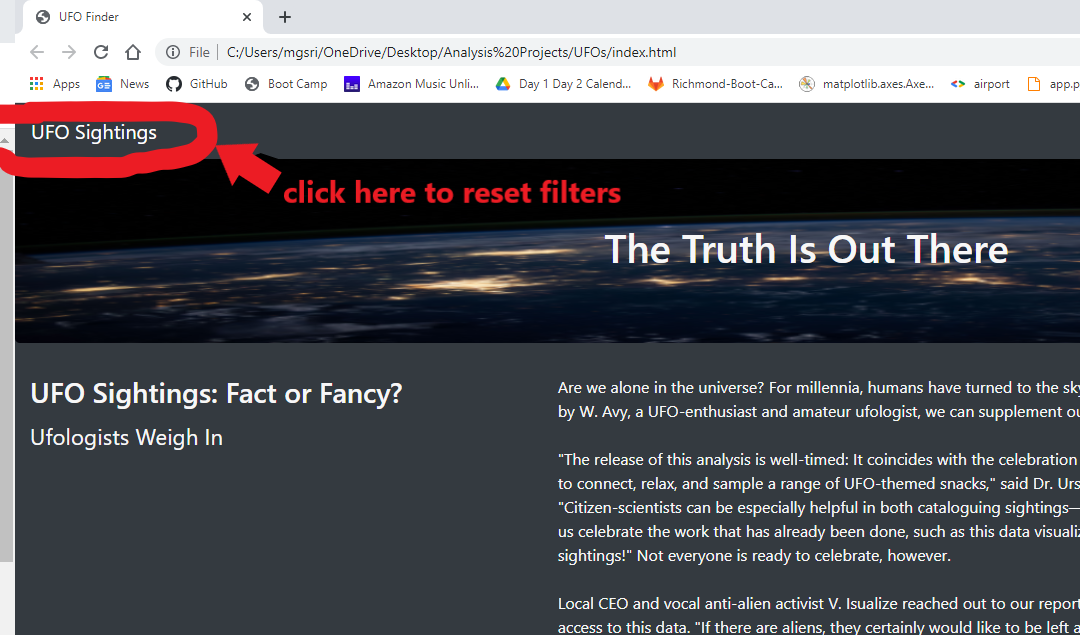 UFO Finder
File C:/Users/mgsri/OneDrive/Desktop/Analysis%20Projects/UFOs/index.html
Apps News GitHub Boot Camp Amazon Music Unli... Day 1 Day 2 Calend... Richmond-Boot-Ca... matplotlib.axes.Axe... airport app.p
UFO Sightings
click here to reset filters
The Truth Is Out There
UFO Sightings: Fact or Fancy?
Ufologists Weigh In
Are we alone in the universe? For millennia, humans have turned to the sky
by W. Avy, a UFO-enthusiast and amateur ufologist, we can supplement ou
"The release of this analysis is well-timed: It coincides with the celebration
to connect, relax, and sample a range of UFO-themed snacks," said Dr. Urs
"Citizen-scientists can be especially helpful in both cataloguing sightings—
us celebrate the work that has already been done, such as this data visualiz
sightings!" Not everyone is ready to celebrate, however.
Local CEO and vocal anti-alien activist V. Isualize reached out to our report
access to this data. "If there are aliens, they certainly would like to be left a